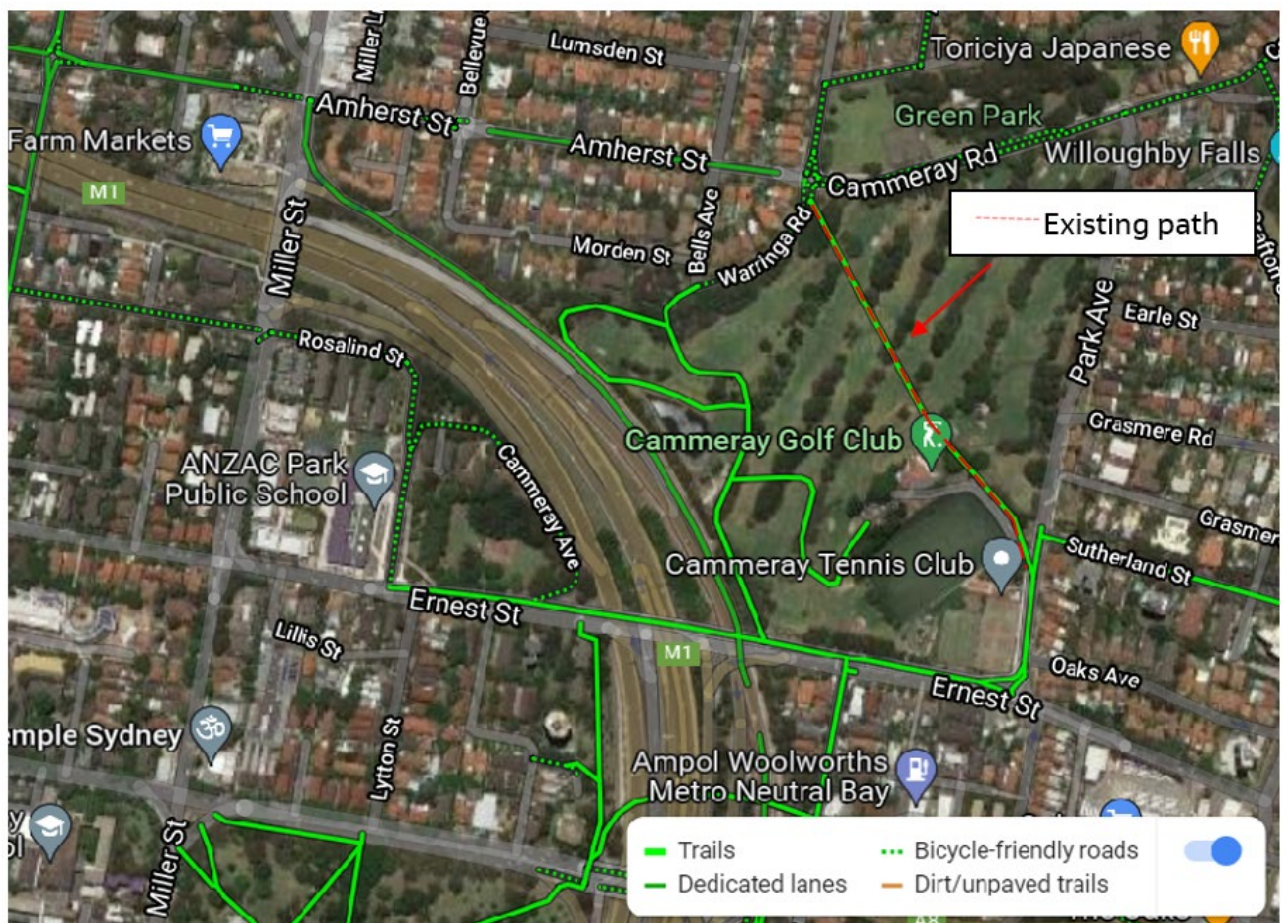 Lumsden St
Toriciya Japanese
Miller
Bellevue
Green Park
Amherst St
Farm Markets
Amherst St
Cammeray Rd
Willoughby Falls
M1
Existing path
Miller St
Morden St
Bells Ave
Warringa Rd
Park Ave
Earle St
Rosalind St
Cammeray Golf Club
Grasmere Rd
ANZAC Park
Public School
Cammeray Ave
Grasmer
Cammeray Tennis Club
Sutherland St
Ernest St
Lillis St
M1
Oaks Ave
Ernest St
emple Sydney
Lytton St
Ampol Woolworths
Metro Neutral Bay
Miller St
Trails
Bicycle-friendly roads
Dedicated lanes
Dirt/unpaved trails